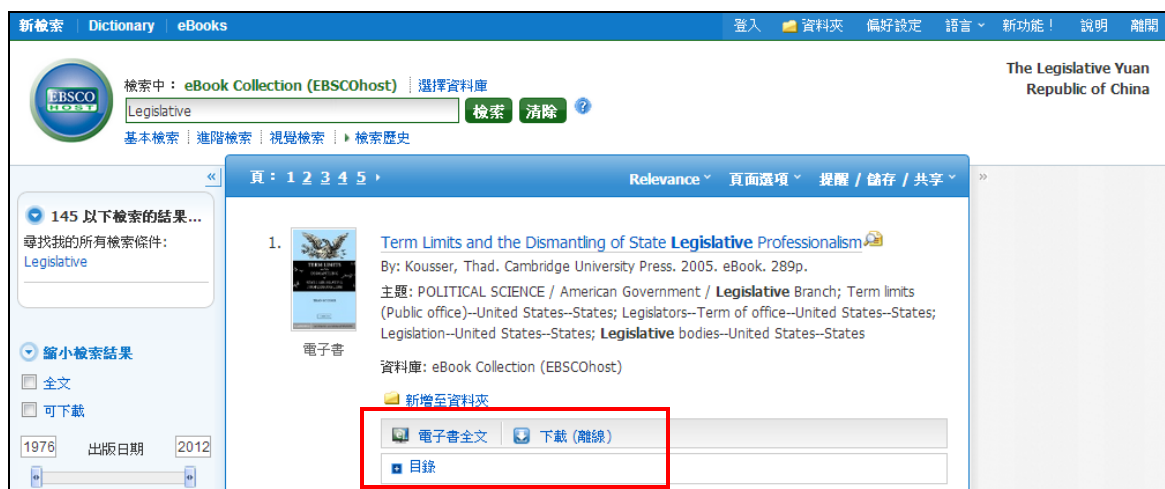 新檢索 Dictionary eBooks 登入 資料夾 偏好設定 語言 新功能！ 說明 離開
The Legislative Yuan
Republic of China
EBSCO
HOST
檢索中： eBook Collection (EBSCOhost) 選擇資料庫
Legislative 檢索 清除 ?
基本檢索 進階檢索 視覺檢索 檢索歷史
«
頁： 1 2 3 4 5 Relevance 頁面選項 提醒 / 儲存 / 共享 »
145 以下檢索的結果...
尋找我的所有檢索條件:
Legislative
縮小檢索結果
全文
可下載
1976 出版日期 2012
1.
TERM LIMITS
電子書
Term Limits and the Dismantling of State Legislative Professionalism
By: Kousser, Thad. Cambridge University Press. 2005. eBook. 289p.
主題: POLITICAL SCIENCE / American Government / Legislative Branch; Term limits
(Public office)--United States--States; Legislators--Term of office--United States--States;
Legislation--United States--States; Legislative bodies--United States--States
資料庫: eBook Collection (EBSCOhost)
新增至資料夾
電子書全文 下載 (離線)
目錄